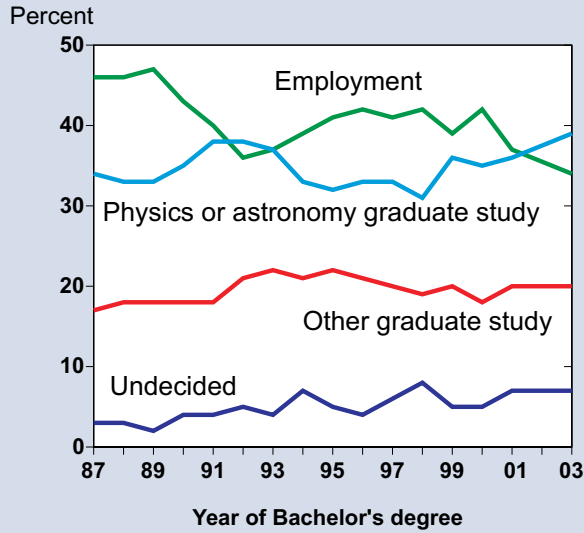 Percent
50
Employment
40
30
Physics or astronomy graduate study
20
Other graduate study
10
Undecided
0
87 89 91 93 95 97 99 01 03
Year of Bachelor's degree